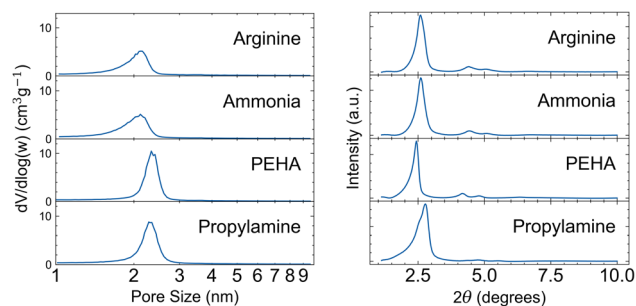 dV/dlog(w) (cm³g⁻¹)
10
0
Arginine
10
0
Ammonia
10
0
PEHA
10
0
Propylamine
1 2 3 4 5 6 7 8 9
Pore Size (nm)
Intensity (a.u.)
Arginine
Ammonia
PEHA
Propylamine
2.5 5.0 7.5 10.0
2θ (degrees)